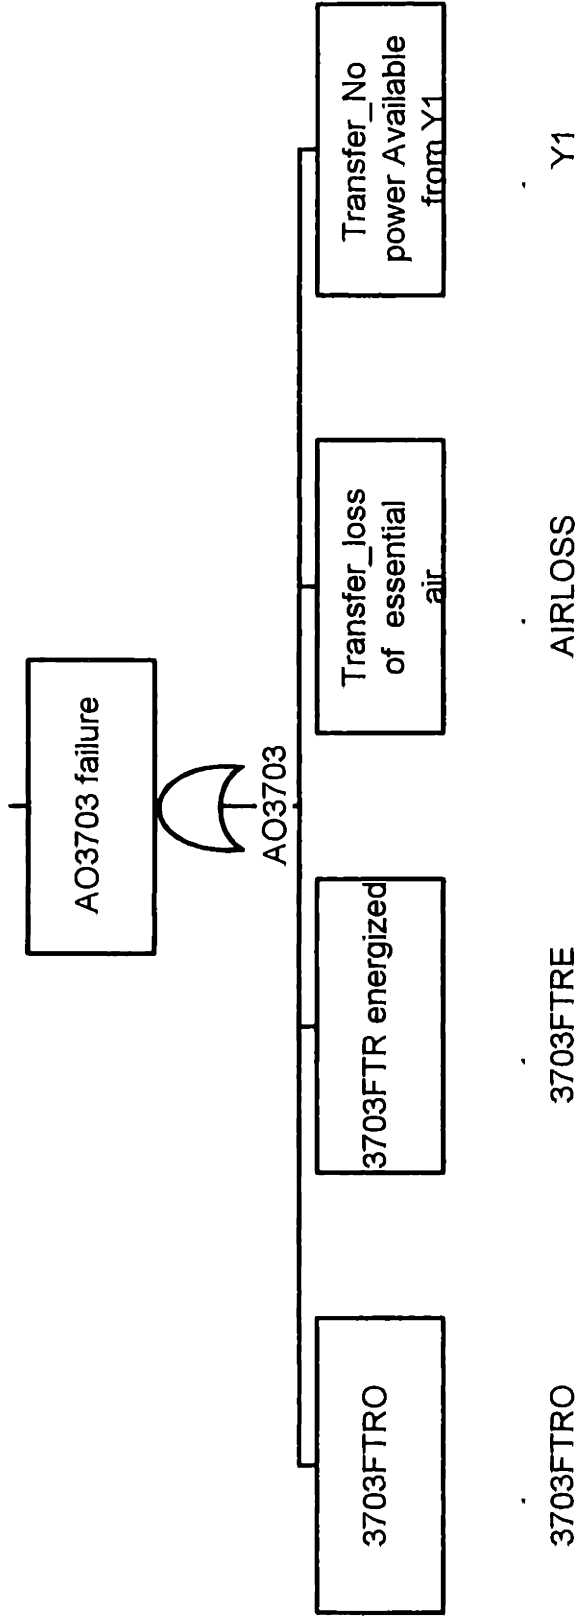 AO3703 failure
AO3703
3703FTRO
3703FTR energized
Transfer_loss
of essential
air
Transfer_No
power Available
from Y1
3703FTRO
3703FTRE
AIRLOSS
Y1